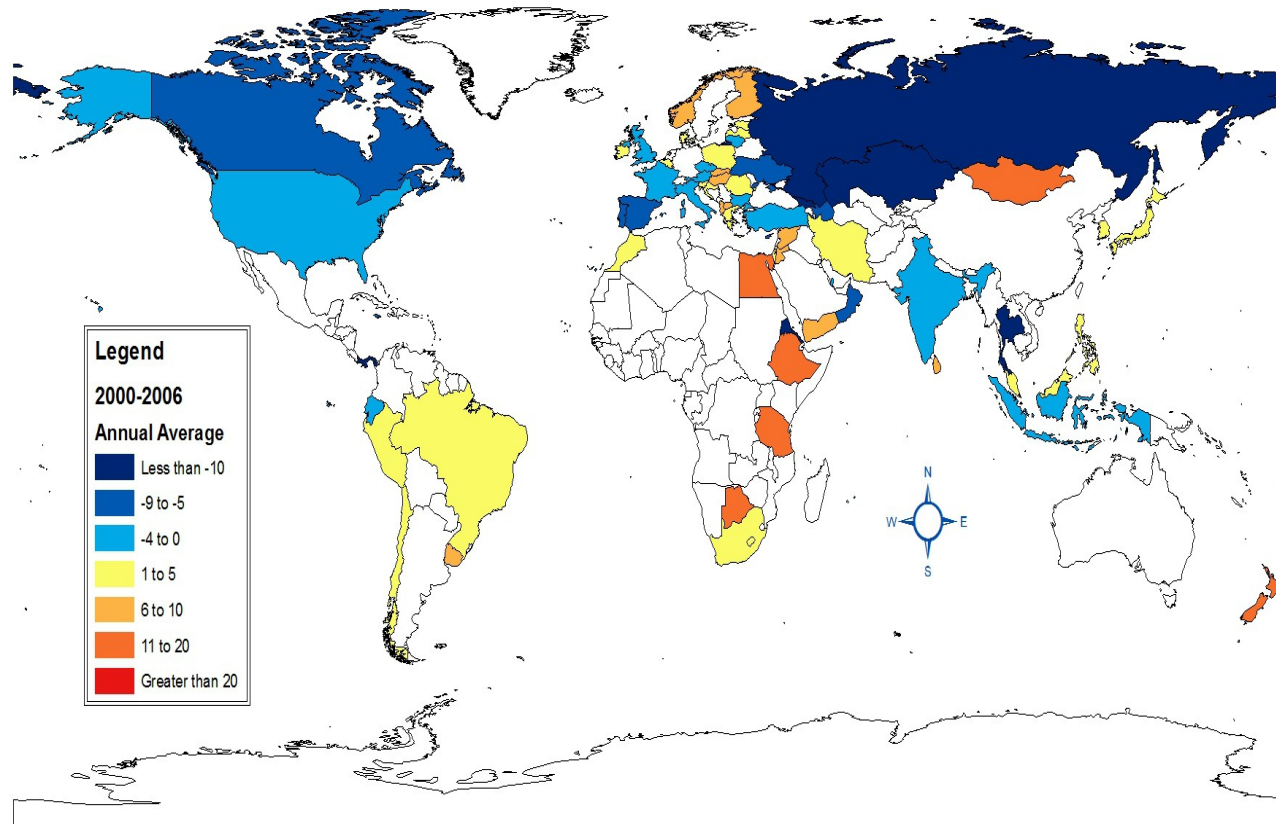 Legend
2000-2006
Annual Average
Less than -10
-9 to -5
-4 to 0
1 to 5
6 to 10
11 to 20
Greater than 20
N
W E
S